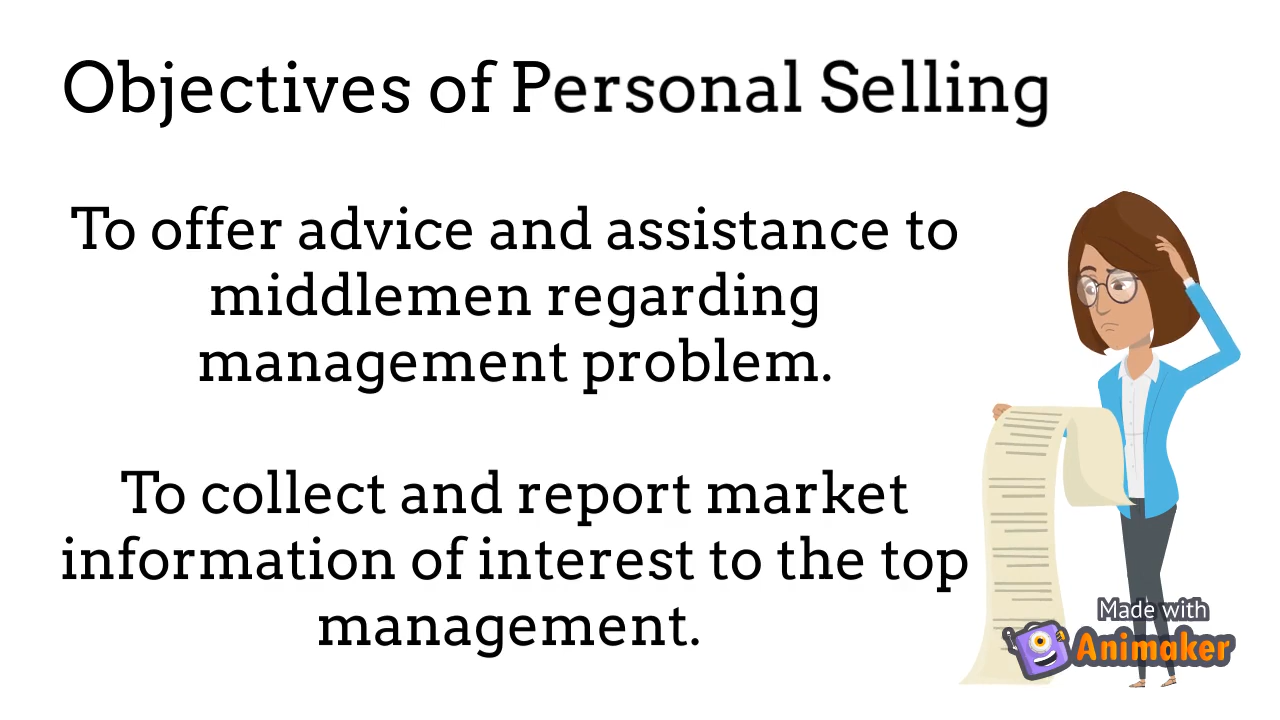 Objectives of Personal Selling
To offer advice and assistance to
middlemen regarding
management problem.
To collect and report market
information of interest to the top
management.
Made with
Animaker